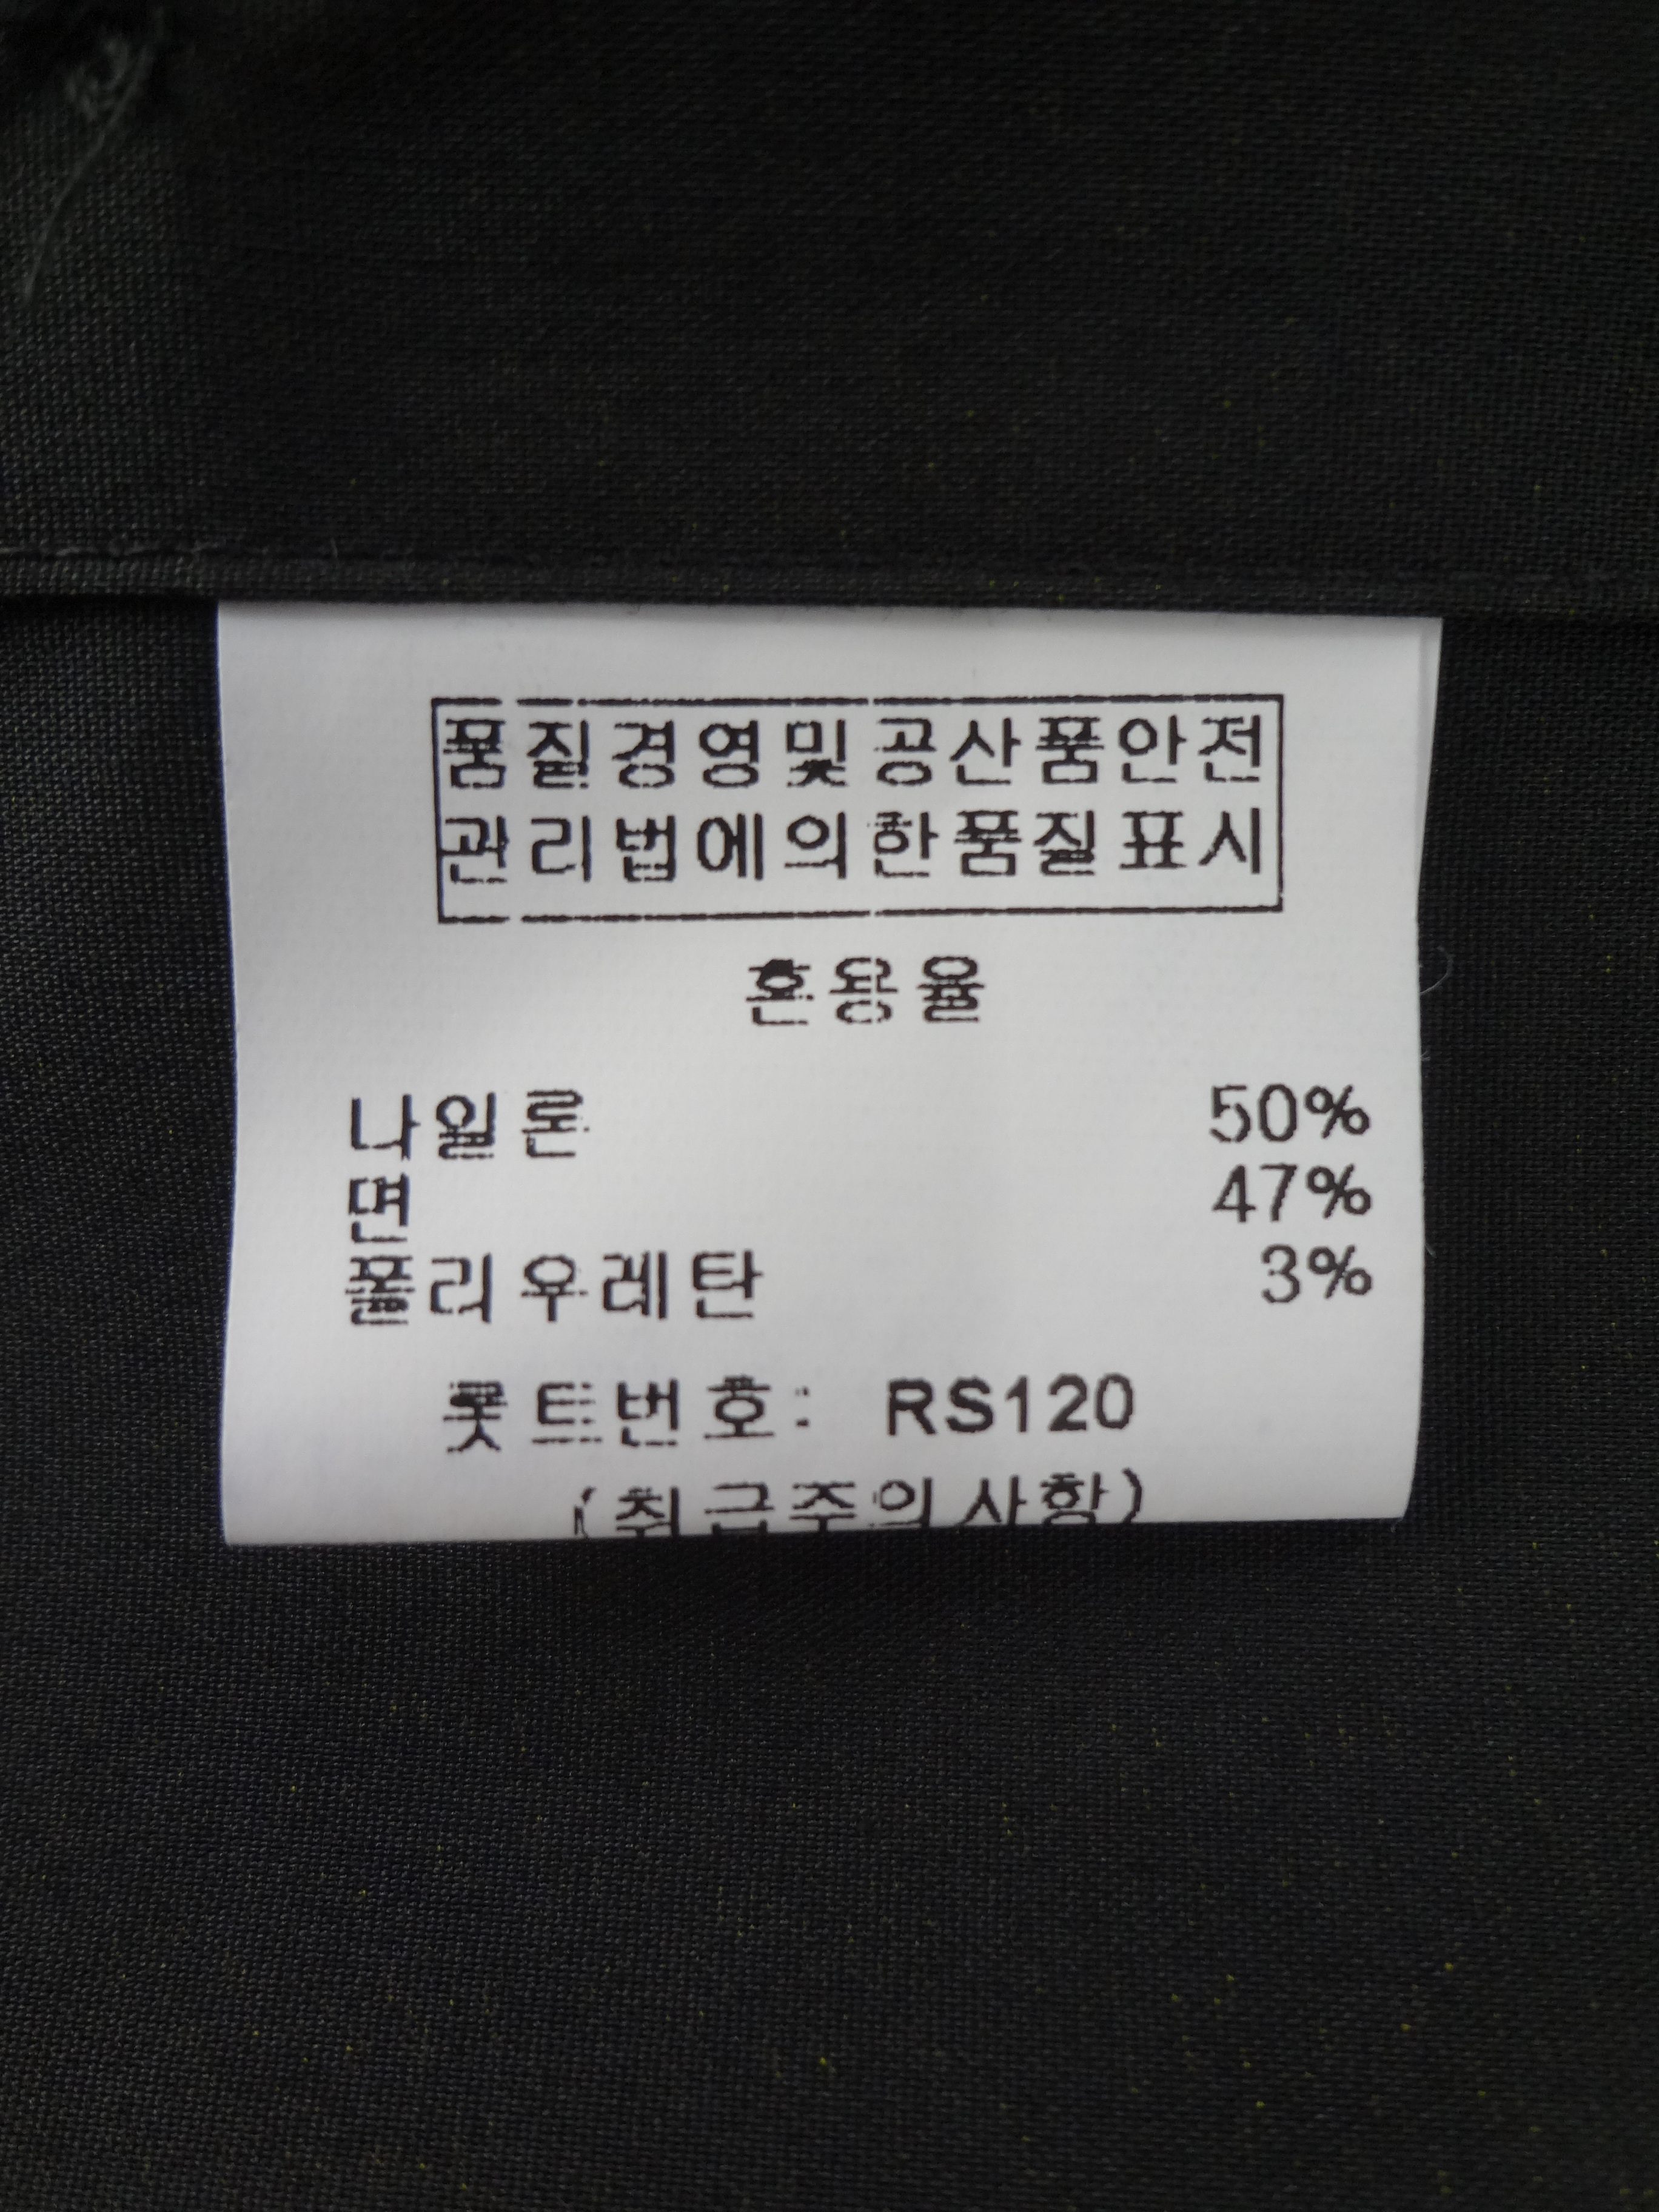 품질경영및공산품안전
관리법에의한품질표시
혼용율
나일론 50%
면 47%
폴리우레탄 3%
롯트번호: RS120
(취급주의사항)